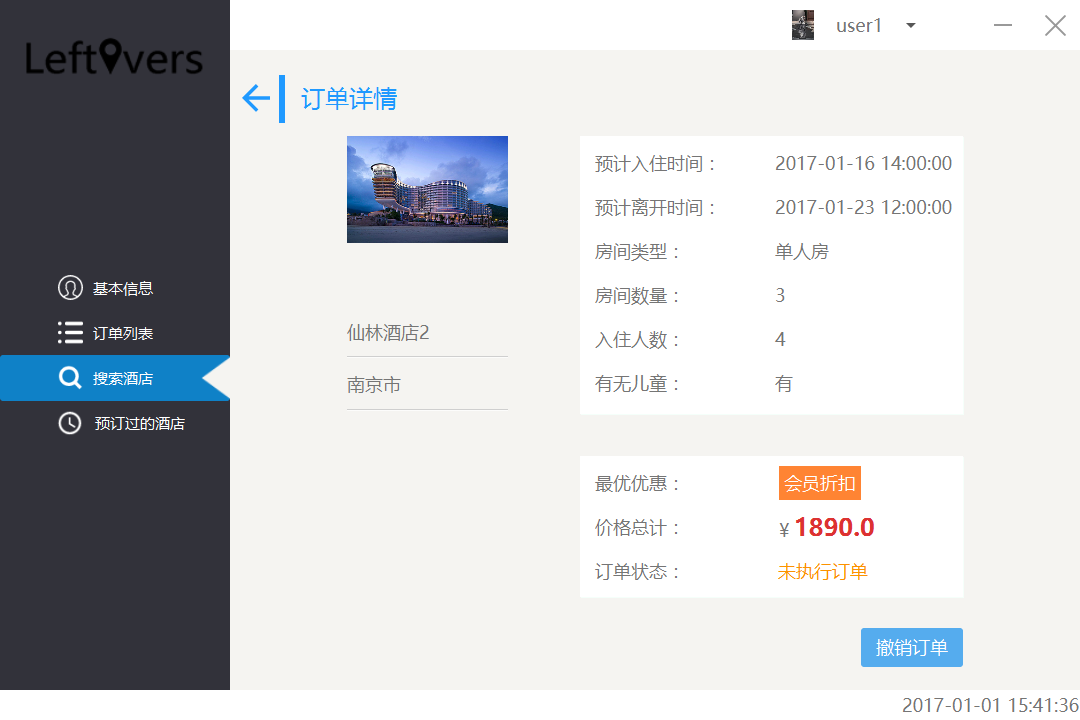 Leftovers
user1
订单详情
基本信息
订单列表
搜索酒店
预订过的酒店
仙林酒店2
南京市
预计入住时间： 2017-01-16 14:00:00
预计离开时间： 2017-01-23 12:00:00
房间类型： 单人房
房间数量： 3
入住人数： 4
有无儿童： 有
最优优惠： 会员折扣
价格总计： ¥ 1890.0
订单状态： 未执行订单
撤销订单
2017-01-01 15:41:36